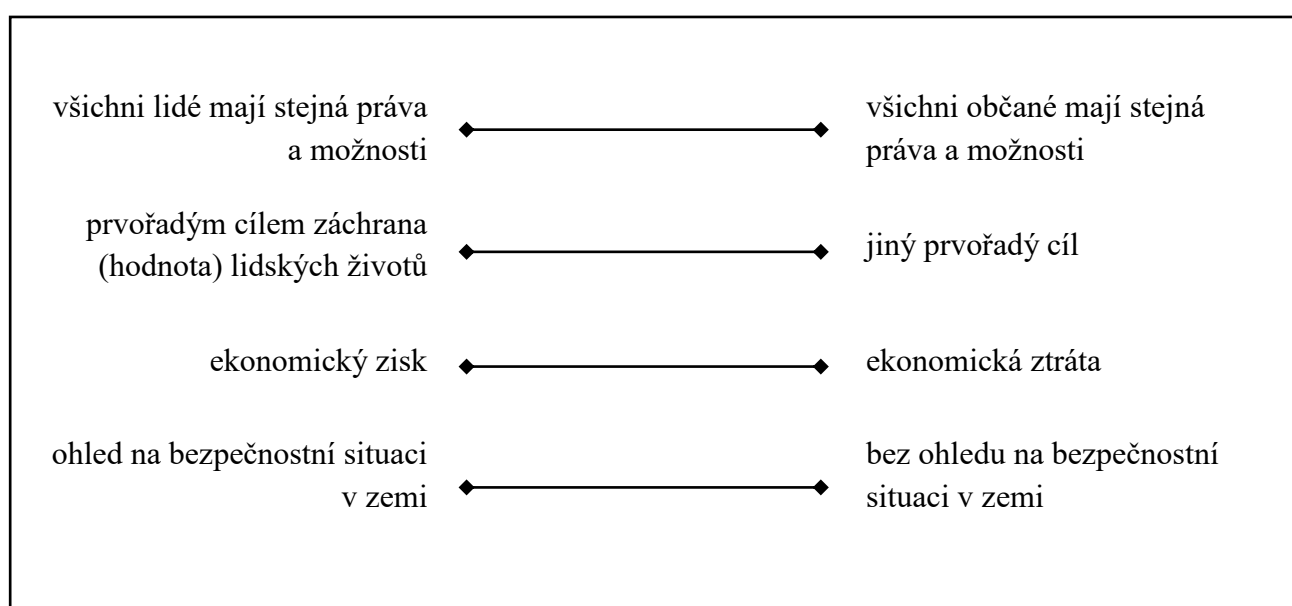 všichni lidé mají stejná práva
a možnosti
všichni občané mají stejná
práva a možnosti
prvořadým cílem záchrana
(hodnota) lidských životů
jiný prvořadý cíl
ekonomický zisk
ekonomická ztráta
ohled na bezpečnostní situaci
v zemi
bez ohledu na bezpečnostní
situaci v zemi